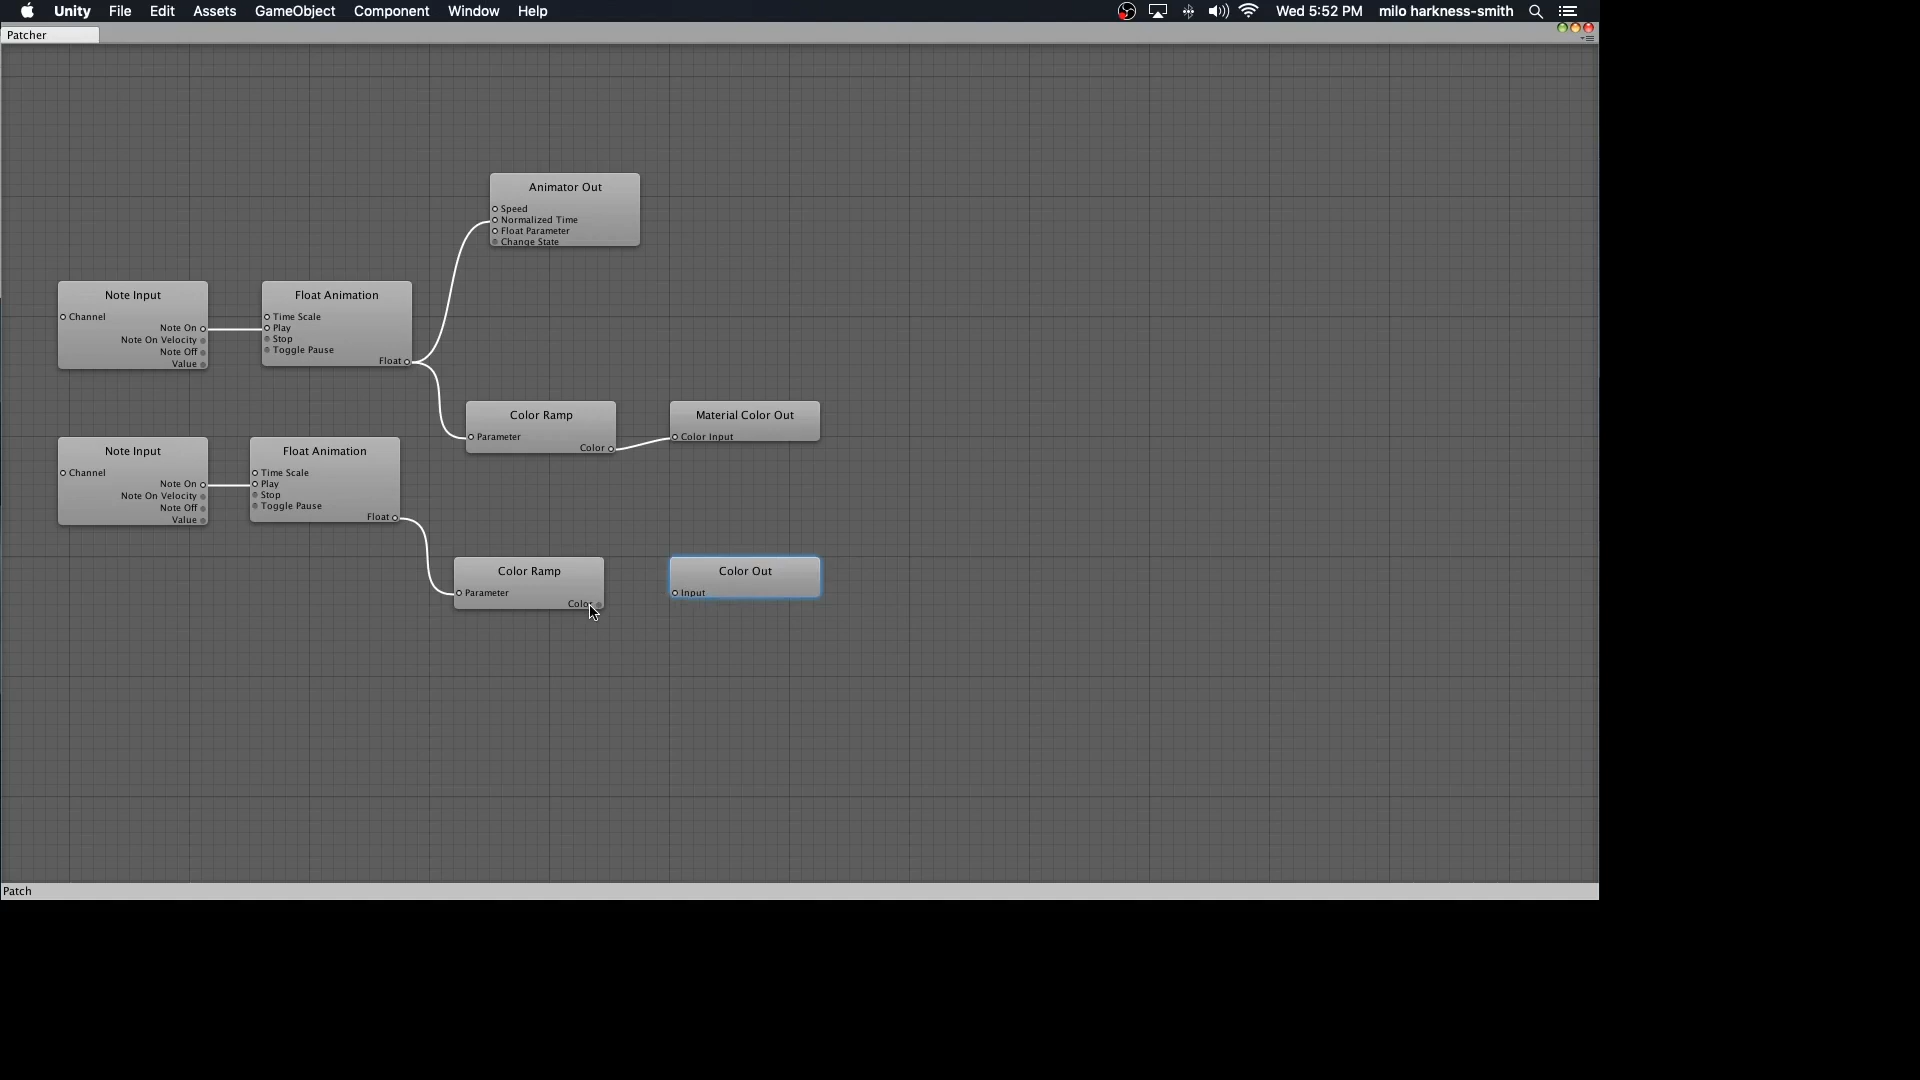 Unity File Edit Assets GameObject Component Window Help Wed 5:52 PM milo harkness-smith
Patcher
Animator Out
Speed
Normalized Time
Float Parameter
Change State
Note Input
Channel
Note On
Note On Velocity
Note Off
Value
Float Animation
Time Scale
Play
Stop
Toggle Pause
Float
Color Ramp
Parameter
Color
Material Color Out
Color Input
Note Input
Channel
Note On
Note On Velocity
Note Off
Value
Float Animation
Time Scale
Play
Stop
Toggle Pause
Float
Color Ramp
Parameter
Color
Color Out
Input
Patch